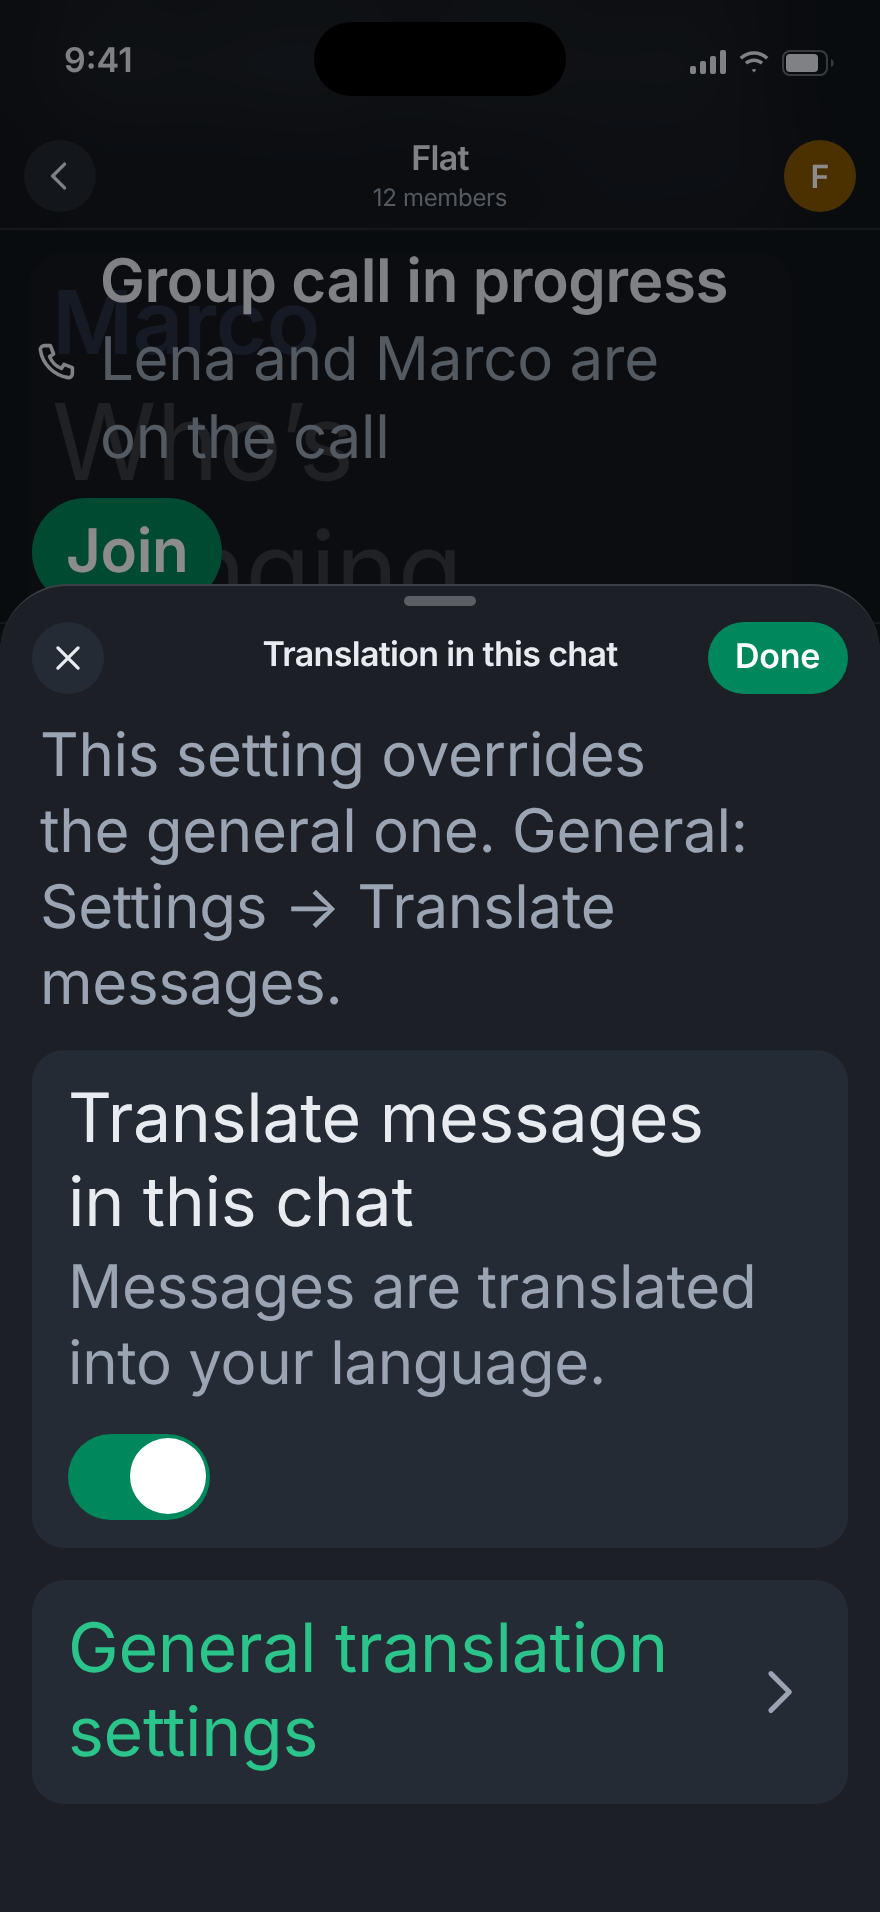 9:41
Flat
12 members
F
Group call in progress
Marco
Lena and Marco are
on the call
Who’s
Join
Translation in this chat
Done
This setting overrides
the general one. General:
Settings → Translate
messages.
Translate messages
in this chat
Messages are translated
into your language.
General translation
settings